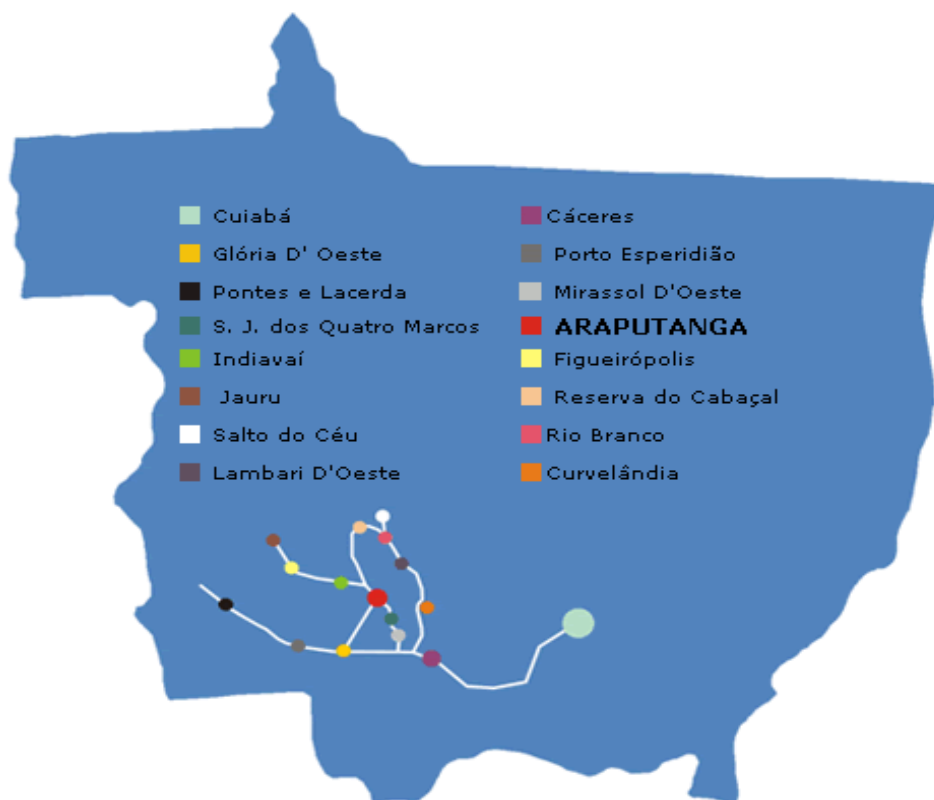 Cuiabá
Cáceres
Glória D' Oeste
Porto Esperidião
Pontes e Lacerda
Mirassol D'Oeste
S. J. dos Quatro Marcos
ARAPUTANGA
Indiavaí
Figueirópolis
Jauru
Reserva do Cabaçal
Salto do Céu
Rio Branco
Lambari D'Oeste
Curvelândia